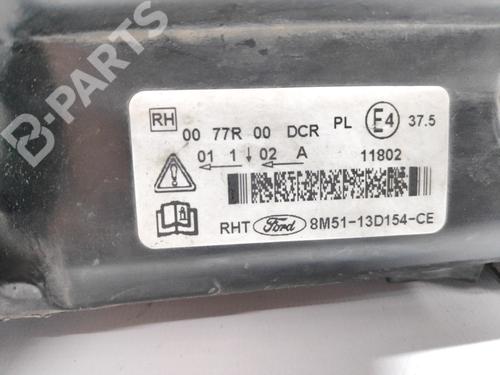 B-PARTS
RH
00 77R 00 DCR PL E4 37.5
01 1 ↓ 02 A
11802
A
RHT Ford 8M51-13D154-CE